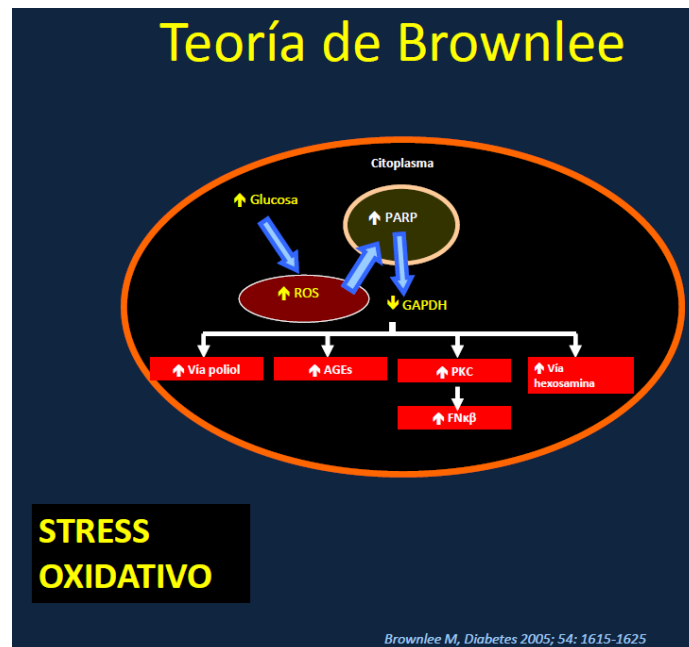 Teoría de Brownlee
Citoplasma
↑ Glucosa
↑ PARP
↑ ROS
↓ GAPDH
↑ Vía poliol
↑ AGEs
↑ PKC
↑ Vía
hexosamina
↑ FNκβ
STRESS
OXIDATIVO
Brownlee M, Diabetes 2005; 54: 1615-1625